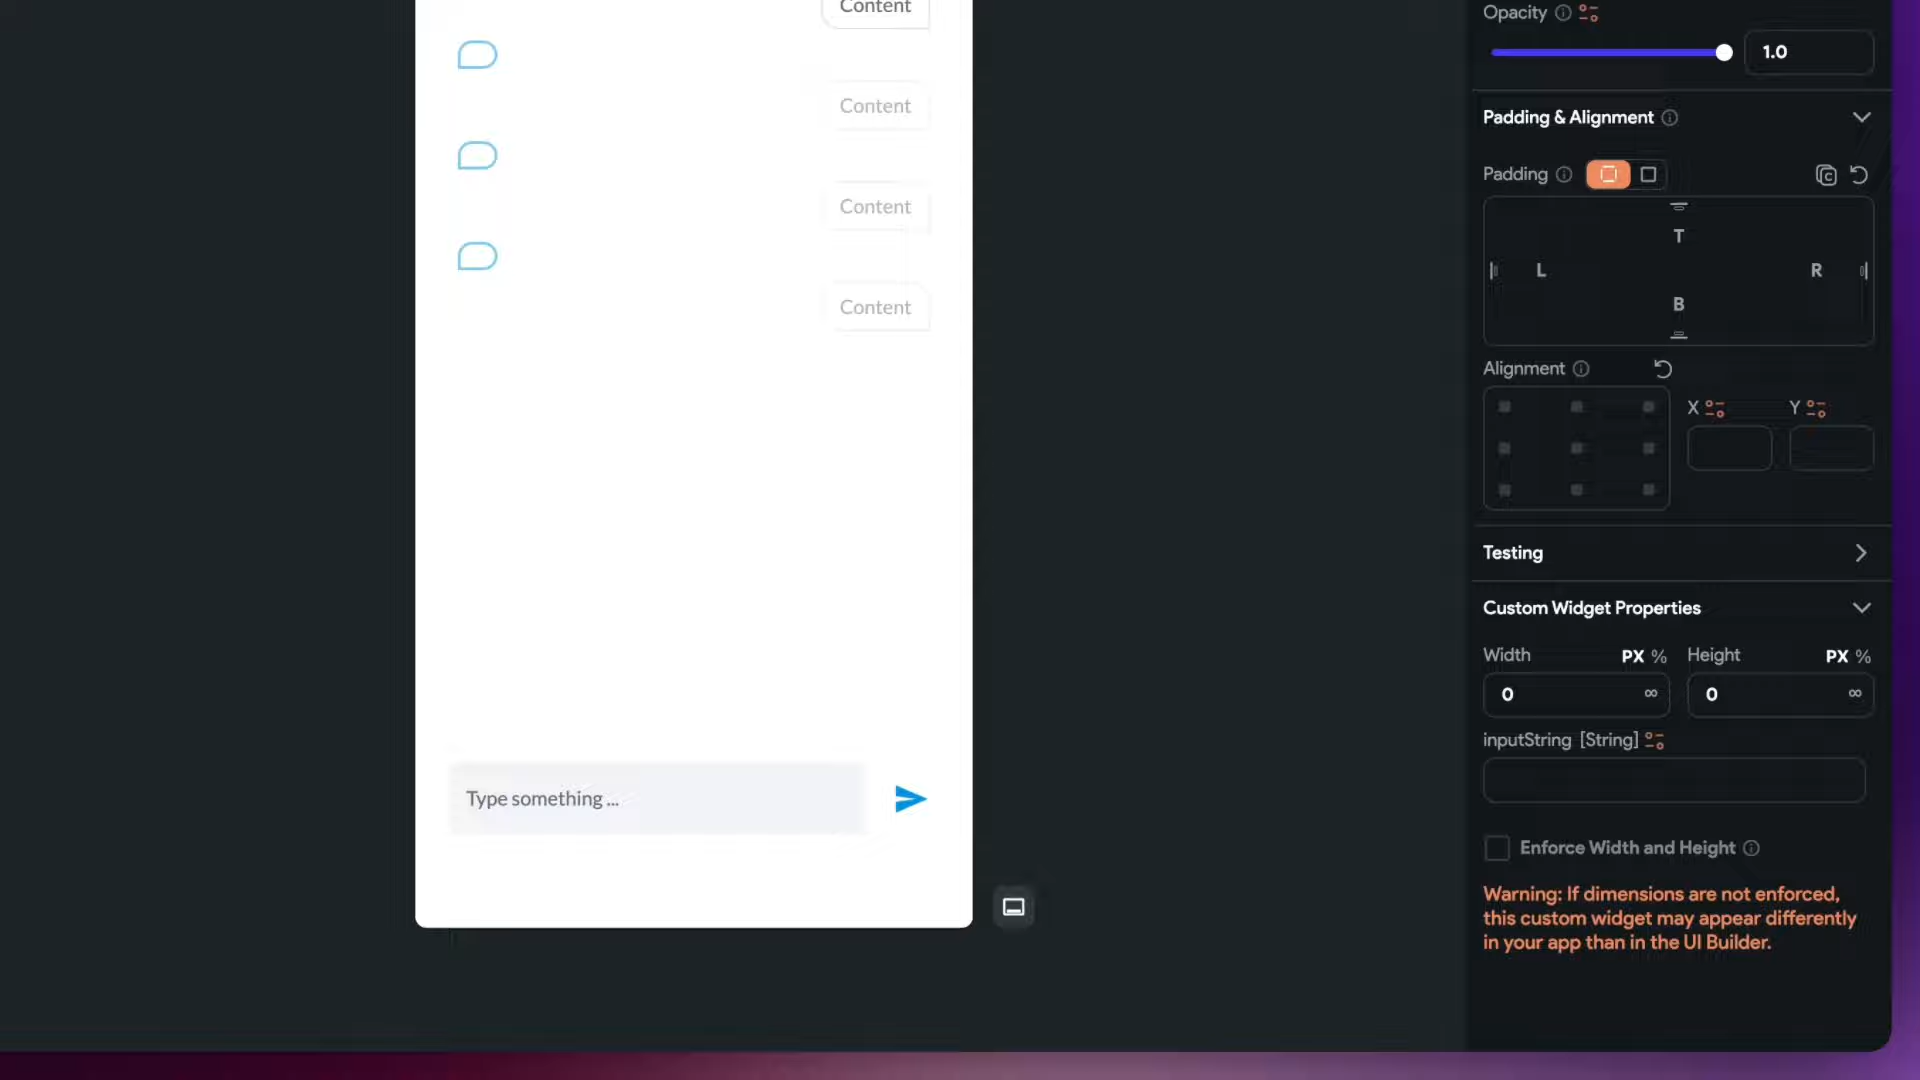 Content
Content
Content
Content
Type something ...
Opacity
1.0
Padding & Alignment
Padding
T
L
R
B
Alignment
X
Y
Testing
Custom Widget Properties
Width
PX %
Height
PX %
0
∞
0
∞
inputString [String]
Enforce Width and Height
Warning: If dimensions are not enforced,
this custom widget may appear differently
in your app than in the UI Builder.